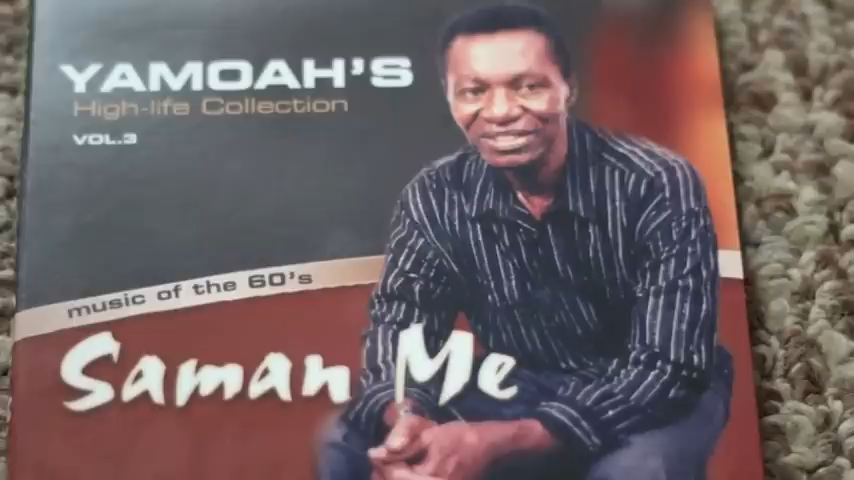 YAMOAH'S
High-life Collection
VOL.3
music of the 60's
Saman Me